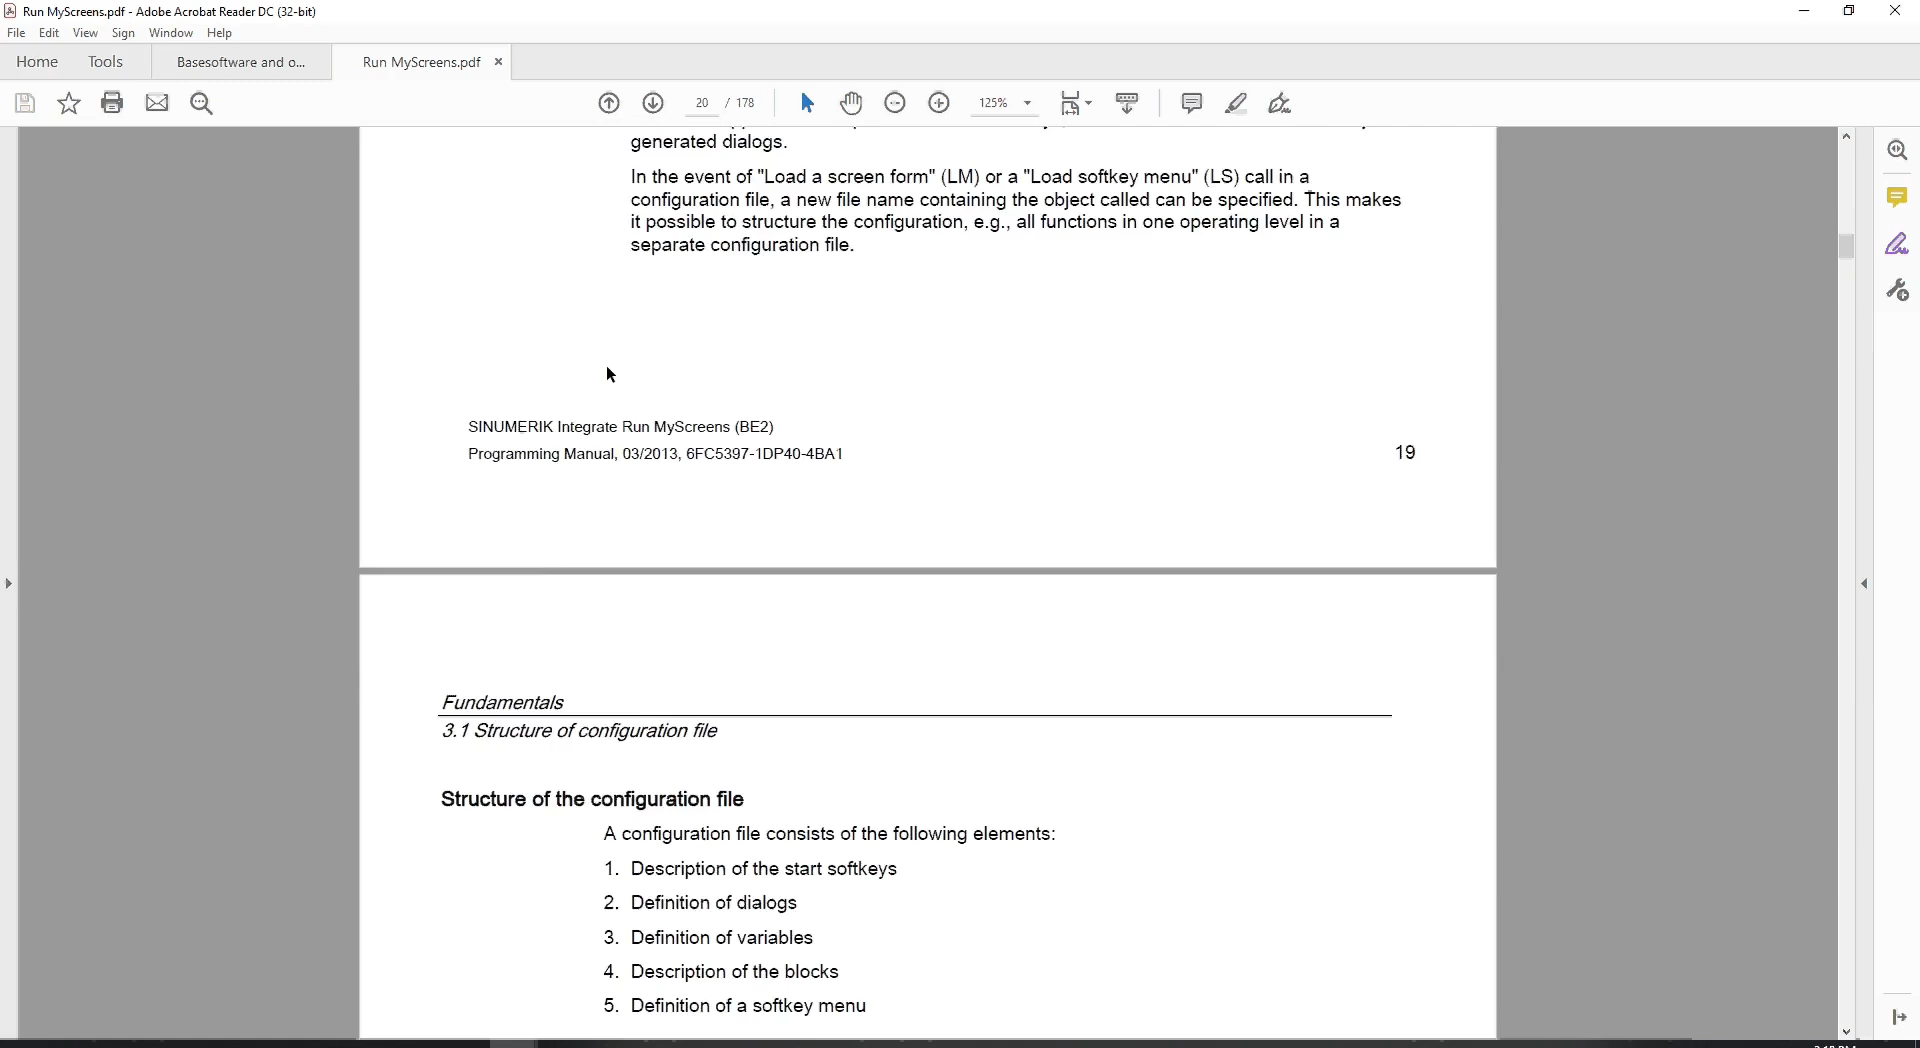 Run MyScreens.pdf - Adobe Acrobat Reader DC (32-bit)
File Edit View Sign Window Help
Home Tools Basesoftware and o... Run MyScreens.pdf
20 / 178 125%
generated dialogs.
In the event of "Load a screen form" (LM) or a "Load softkey menu" (LS) call in a
configuration file, a new file name containing the object called can be specified. This makes
it possible to structure the configuration, e.g., all functions in one operating level in a
separate configuration file.
SINUMERIK Integrate Run MyScreens (BE2)
Programming Manual, 03/2013, 6FC5397-1DP40-4BA1
19
Fundamentals
3.1 Structure of configuration file
Structure of the configuration file
A configuration file consists of the following elements:
1. Description of the start softkeys
2. Definition of dialogs
3. Definition of variables
4. Description of the blocks
5. Definition of a softkey menu